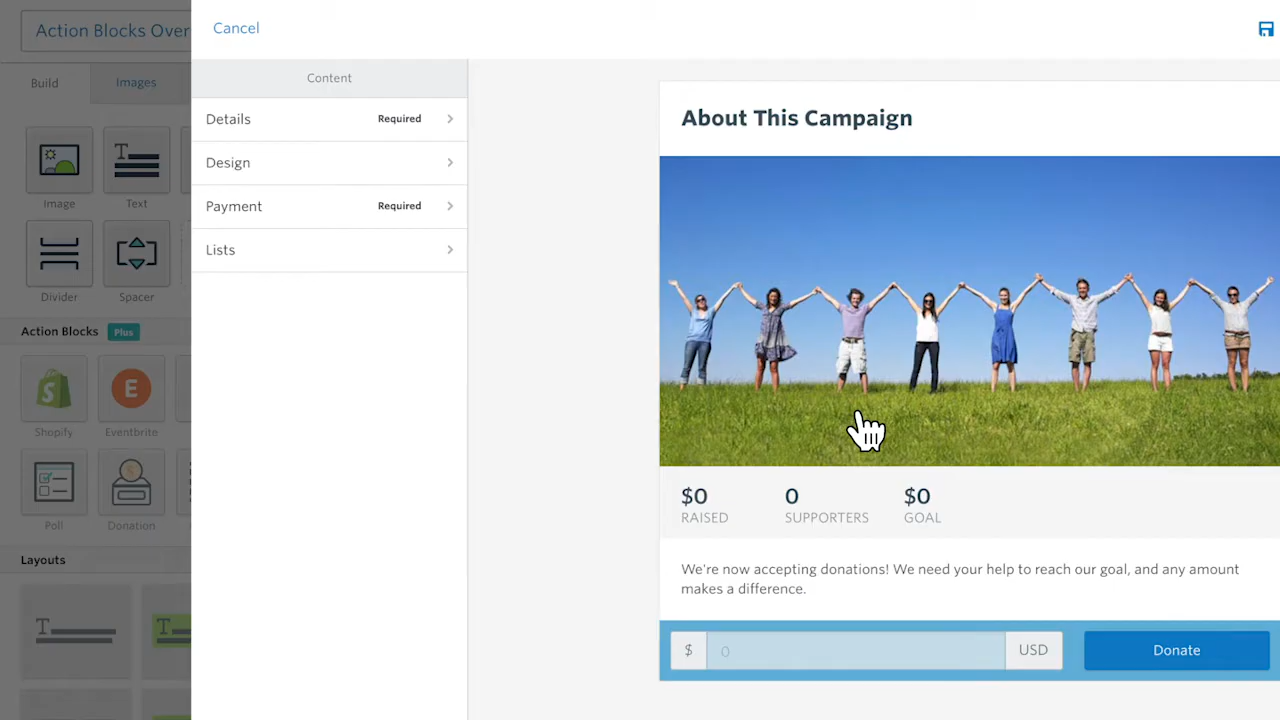 Action Blocks Over
Cancel
Build
Images
Content
Details Required
Design
Payment Required
Lists
Image
Text
Divider
Spacer
Action Blocks Plus
Shopify
Eventbrite
Poll
Donation
Layouts
About This Campaign
$0
RAISED
0
SUPPORTERS
$0
GOAL
We're now accepting donations! We need your help to reach our goal, and any amount
makes a difference.
$ 0 USD
Donate